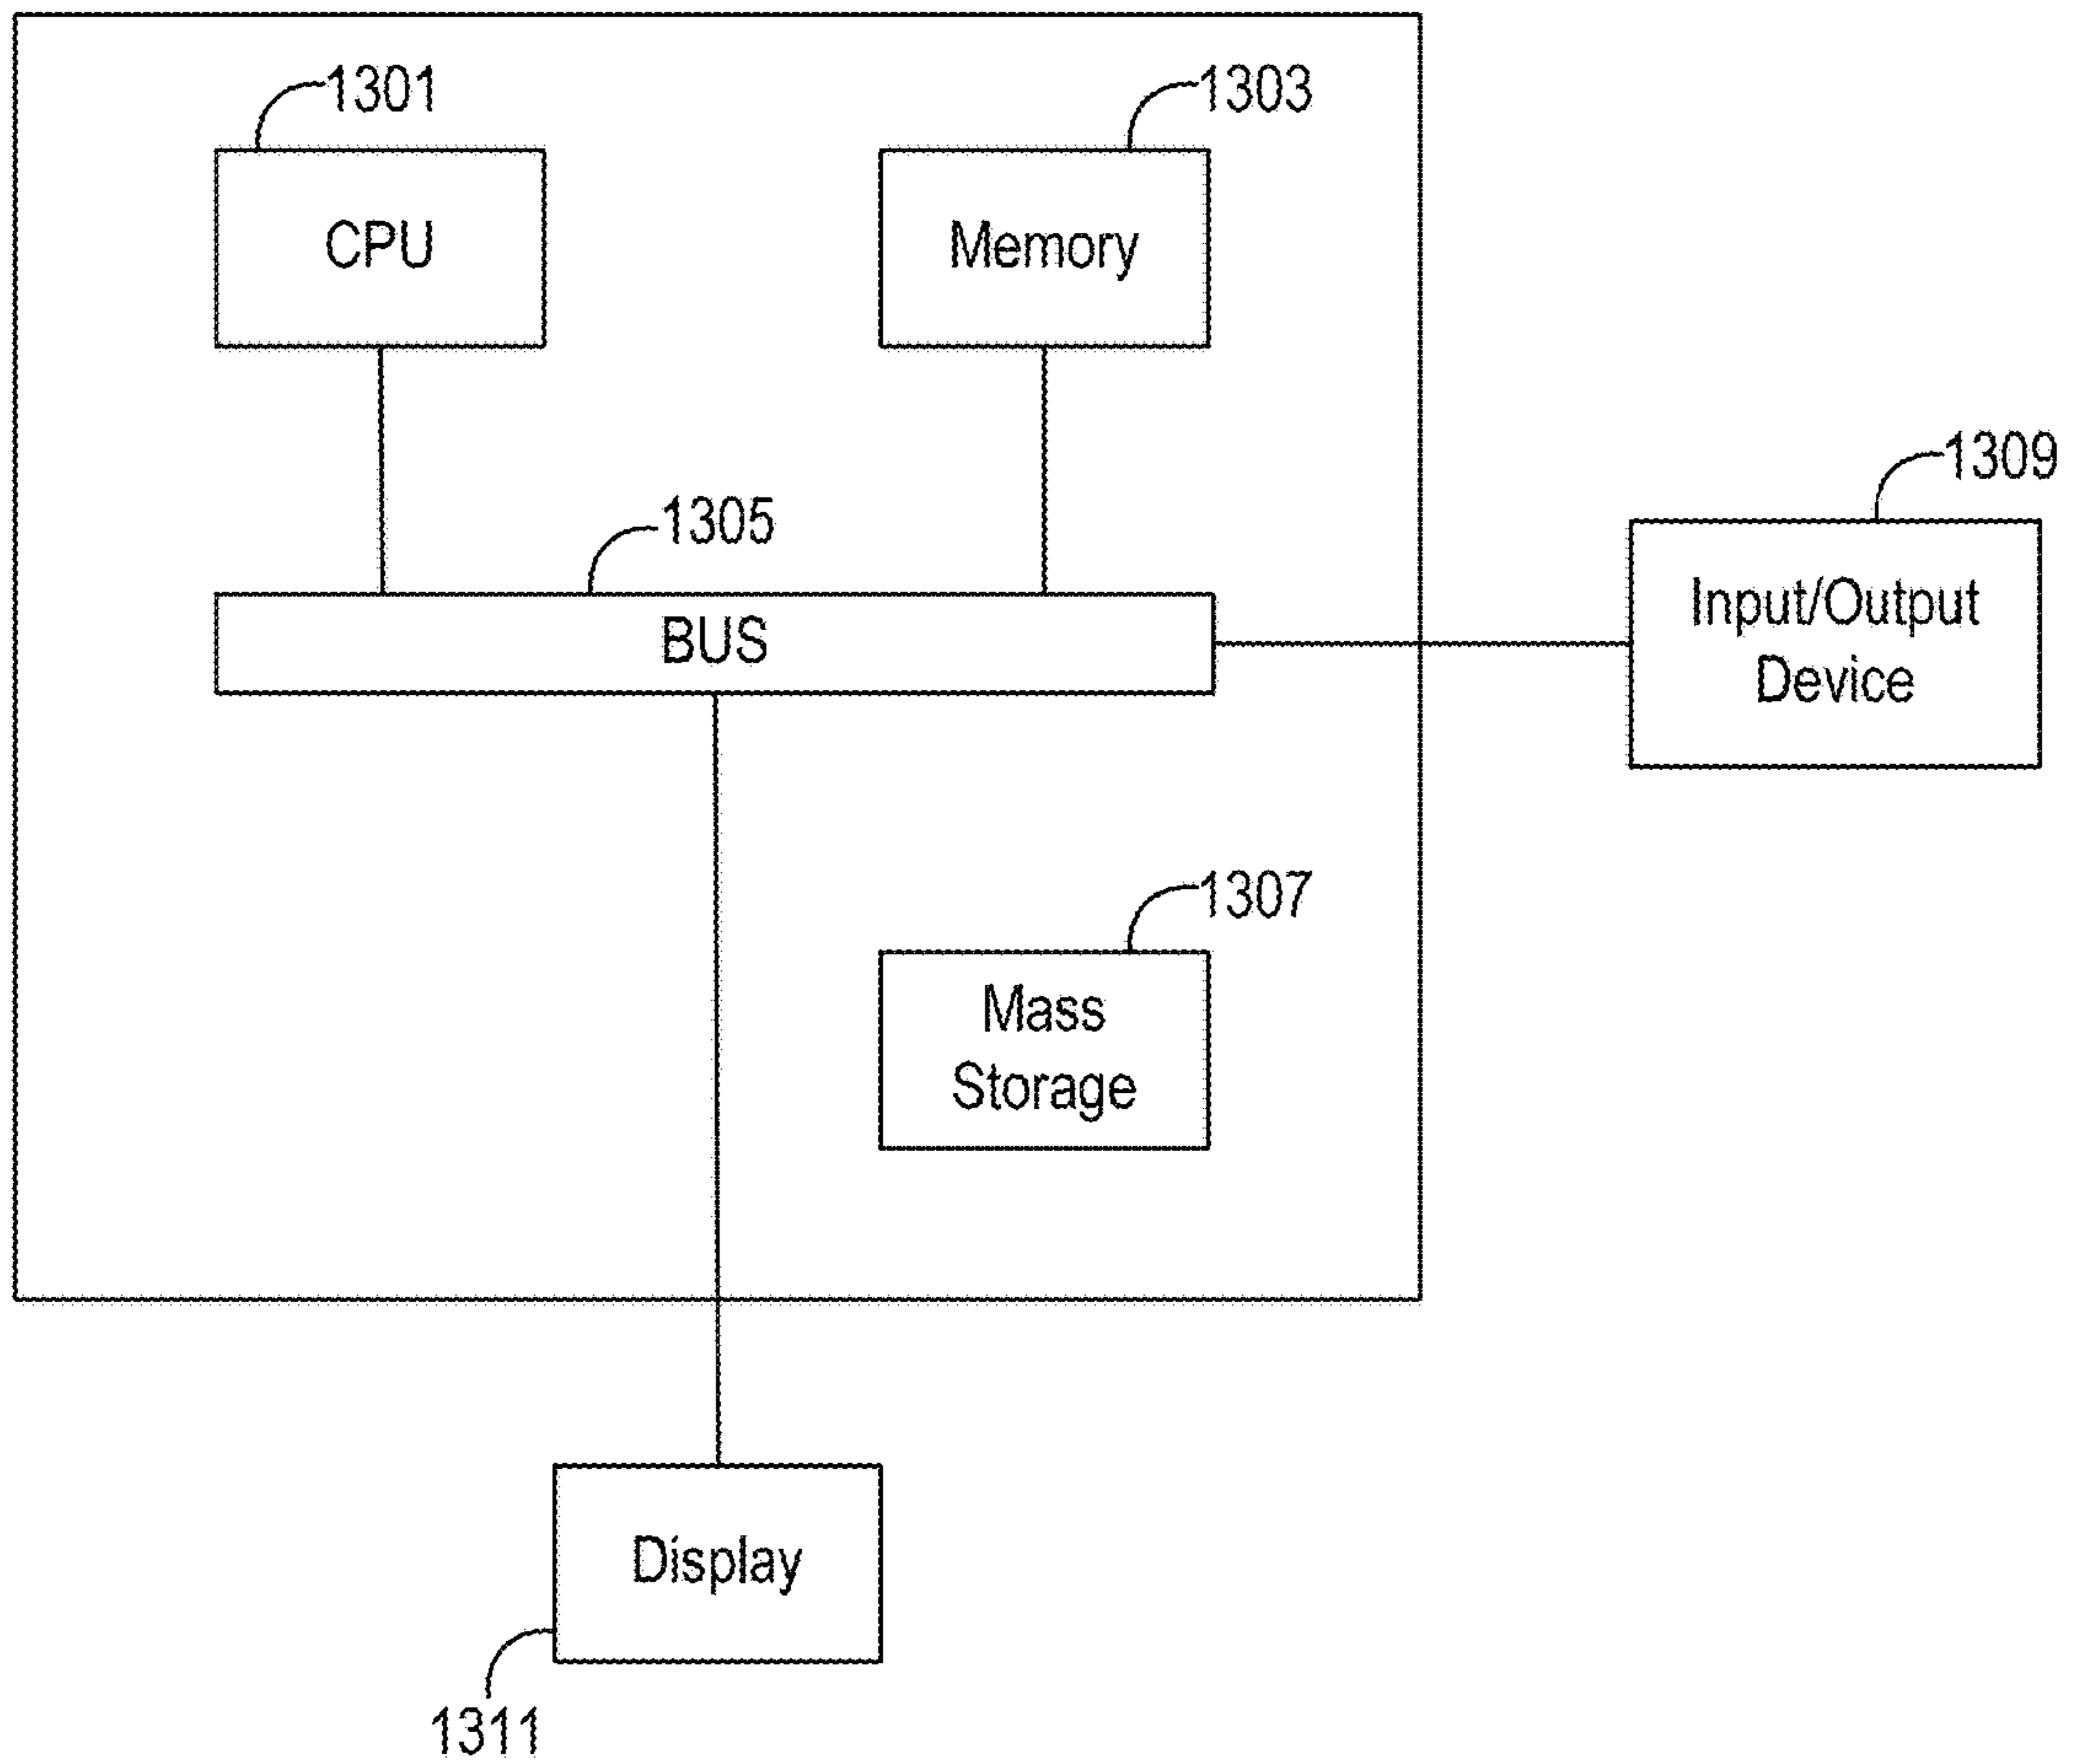 1301
1303
CPU
Memory
1309
1305
Input/Output
Device
BUS
1307
Mass
Storage
Display
1311